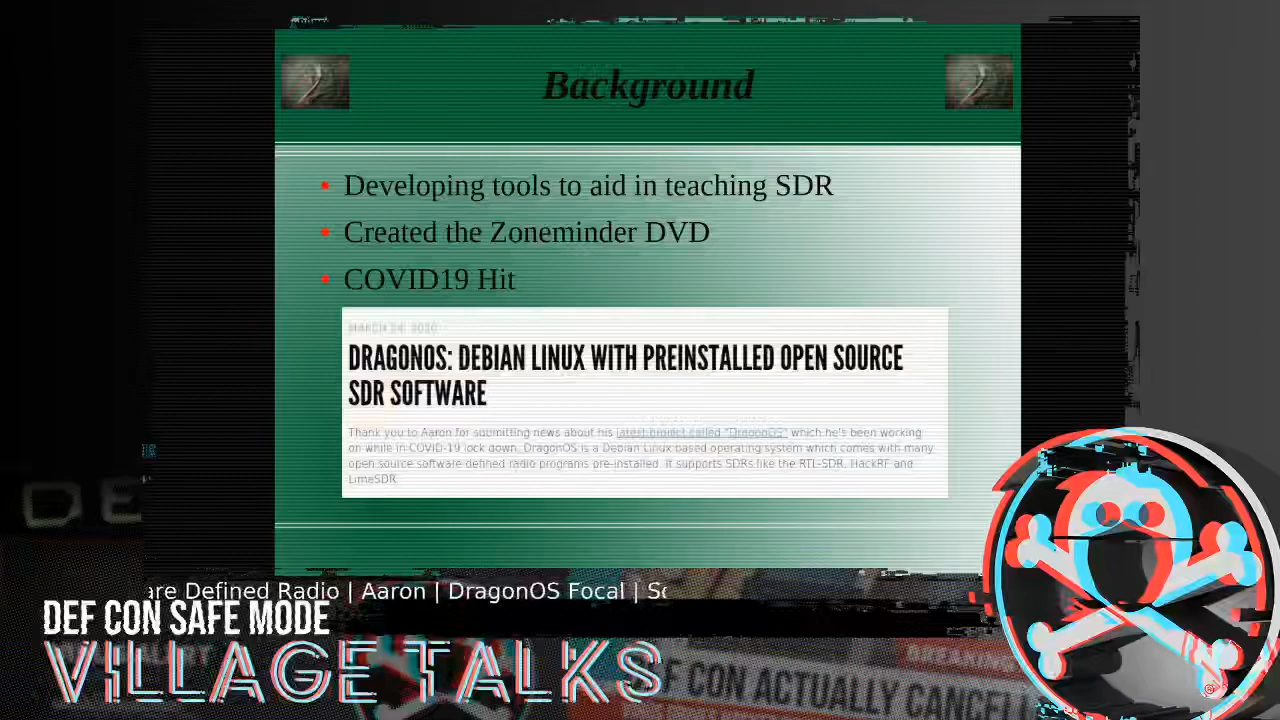 Background
Developing tools to aid in teaching SDR
Created the Zoneminder DVD
COVID19 Hit
MARCH 24, 2020
DRAGONOS: DEBIAN LINUX WITH PREINSTALLED OPEN SOURCE
SDR SOFTWARE
Thank you to Aaron for submitting news about his latest project called "DragonOS" which he's been working
on while in COVID-19 lock down. DragonOS is a Debian Linux based operating system which comes with many
open source software defined radio programs pre-installed. It supports SDRs like the RTL-SDR, HackRF and
LimeSDR.
DE
are Defined Radio | Aaron | DragonOS Focal | So
DEF CON SAFE MODE
VILLAGE TALKS
BREAKING
F CON ACTUALLY CANCEL